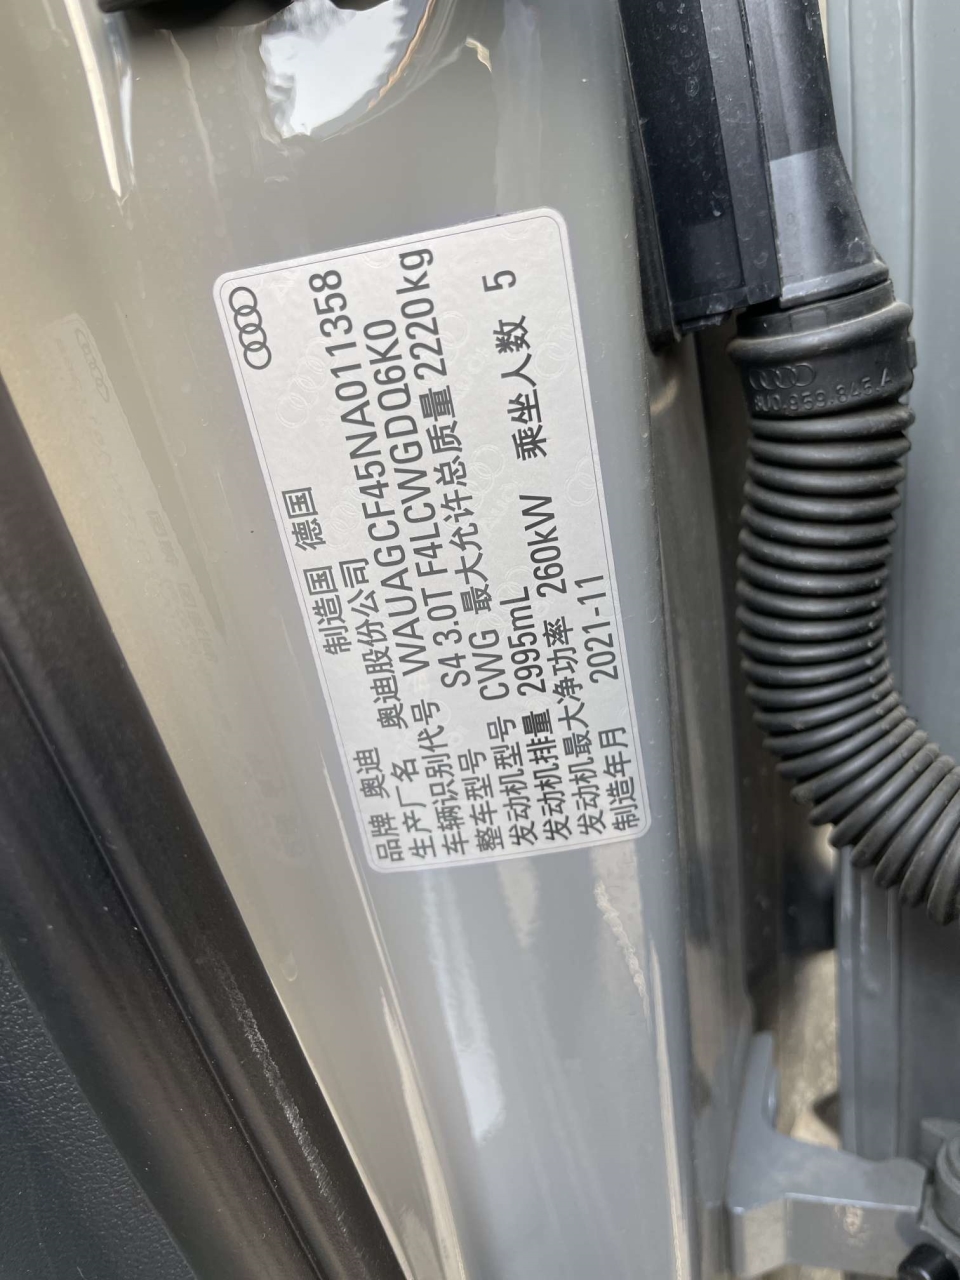 品牌 奥迪 制造国 德国
生产厂名 奥迪股份公司
车辆识别代号 WAUAGCF45NA011358
整车型号 S4 3.0T F4LCWGDQ6K0
发动机型号 CWG 最大允许总质量 2220kg
发动机排量 2995mL
发动机最大净功率 260kW 乘坐人数 5
制造年月 2021-11
8U0.959.845.A